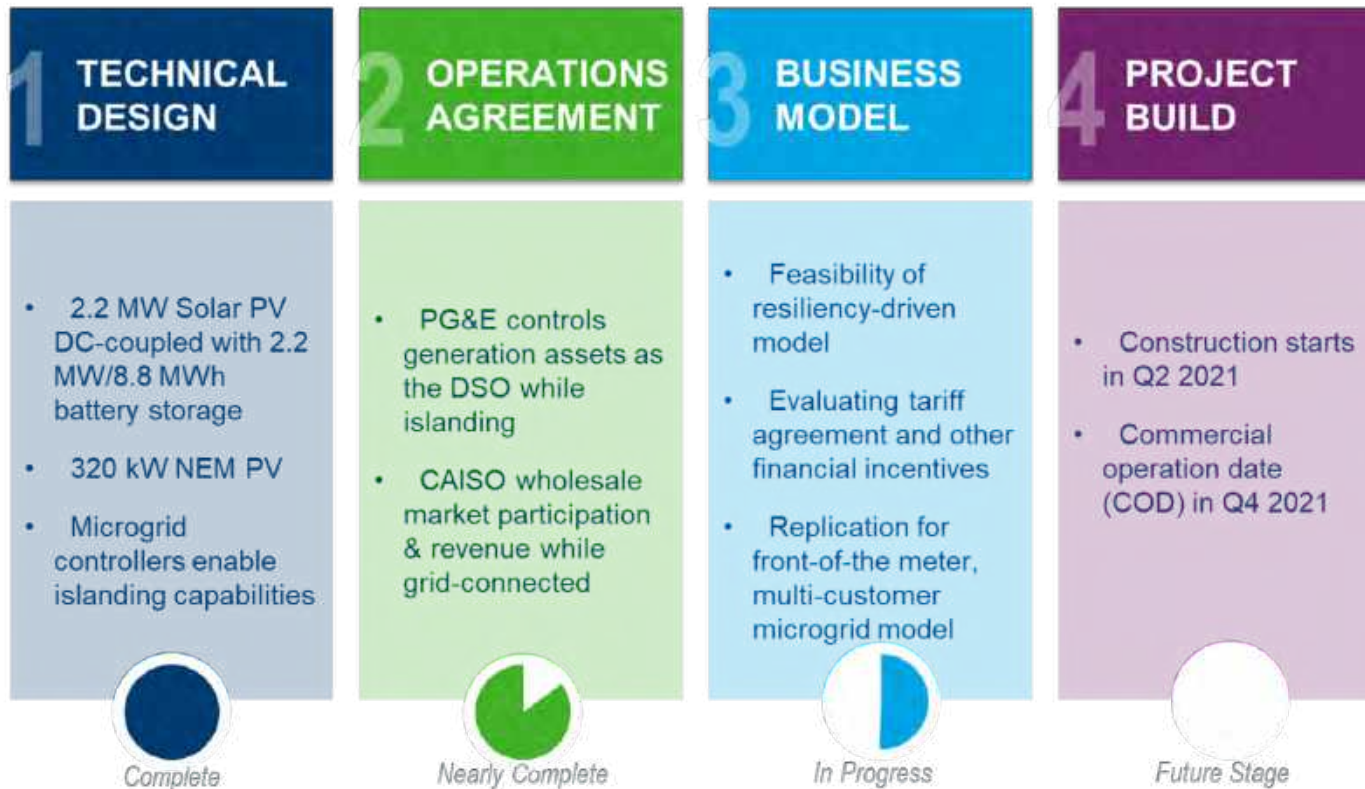 1 TECHNICAL
DESIGN
• 2.2 MW Solar PV
DC-coupled with 2.2
MW/8.8 MWh
battery storage
• 320 kW NEM PV
• Microgrid
controllers enable
islanding capabilities
Complete
2 OPERATIONS
AGREEMENT
• PG&E controls
generation assets as
the DSO while
islanding
• CAISO wholesale
market participation
& revenue while
grid-connected
Nearly Complete
3 BUSINESS
MODEL
• Feasibility of
resiliency-driven
model
• Evaluating tariff
agreement and other
financial incentives
• Replication for
front-of-the meter,
multi-customer
microgrid model
In Progress
4 PROJECT
BUILD
• Construction starts
in Q2 2021
• Commercial
operation date
(COD) in Q4 2021
Future Stage